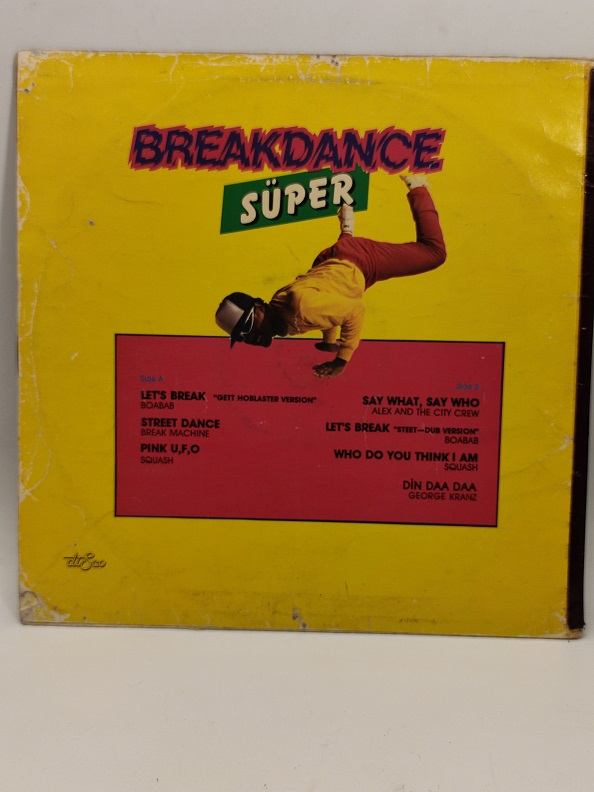 BREAKDANCE
SÜPER
Side A
LET'S BREAK "GETT HOBLASTER VERSION"
BOABAB
STREET DANCE
BREAK MACHINE
PINK U,F,O
SQUASH
Side B
SAY WHAT, SAY WHO
ALEX AND THE CITY CREW
LET'S BREAK "STEET—DUB VERSION"
BOABAB
WHO DO YOU THINK I AM
SQUASH
DİN DAA DAA
GEORGE KRANZ